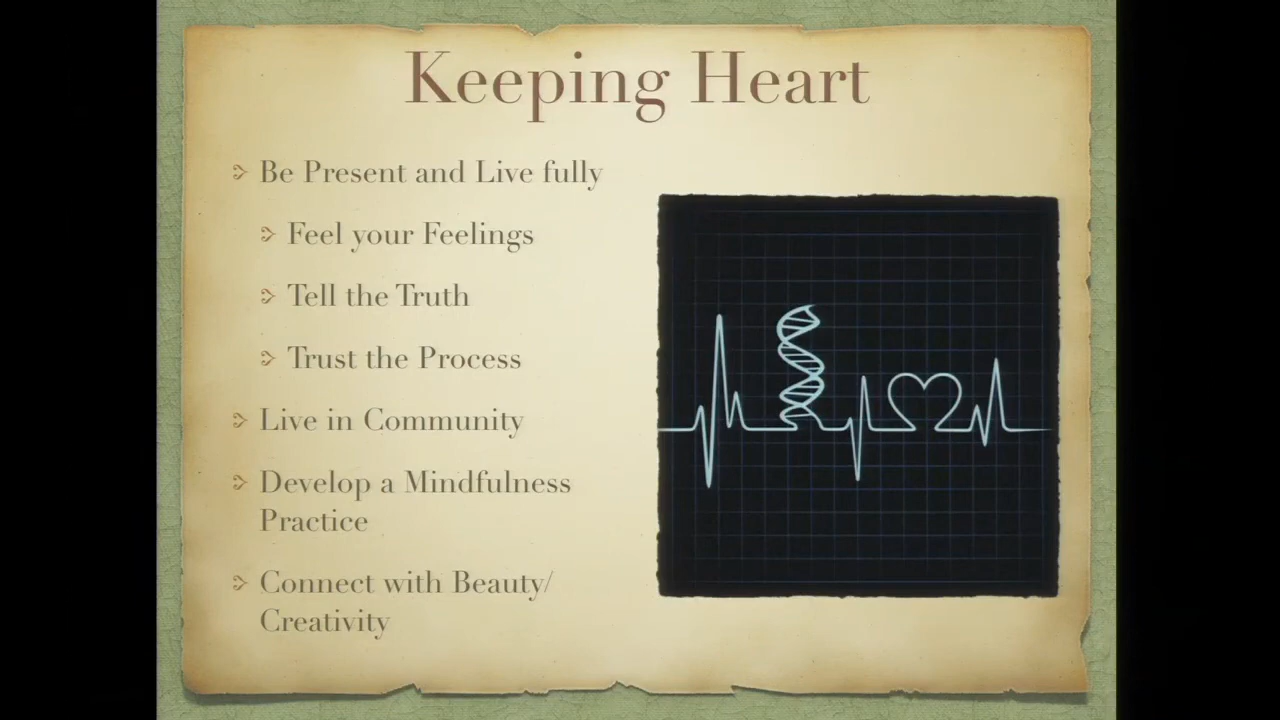 Keeping Heart
Be Present and Live fully
Feel your Feelings
Tell the Truth
Trust the Process
Live in Community
Develop a Mindfulness
Practice
Connect with Beauty/
Creativity